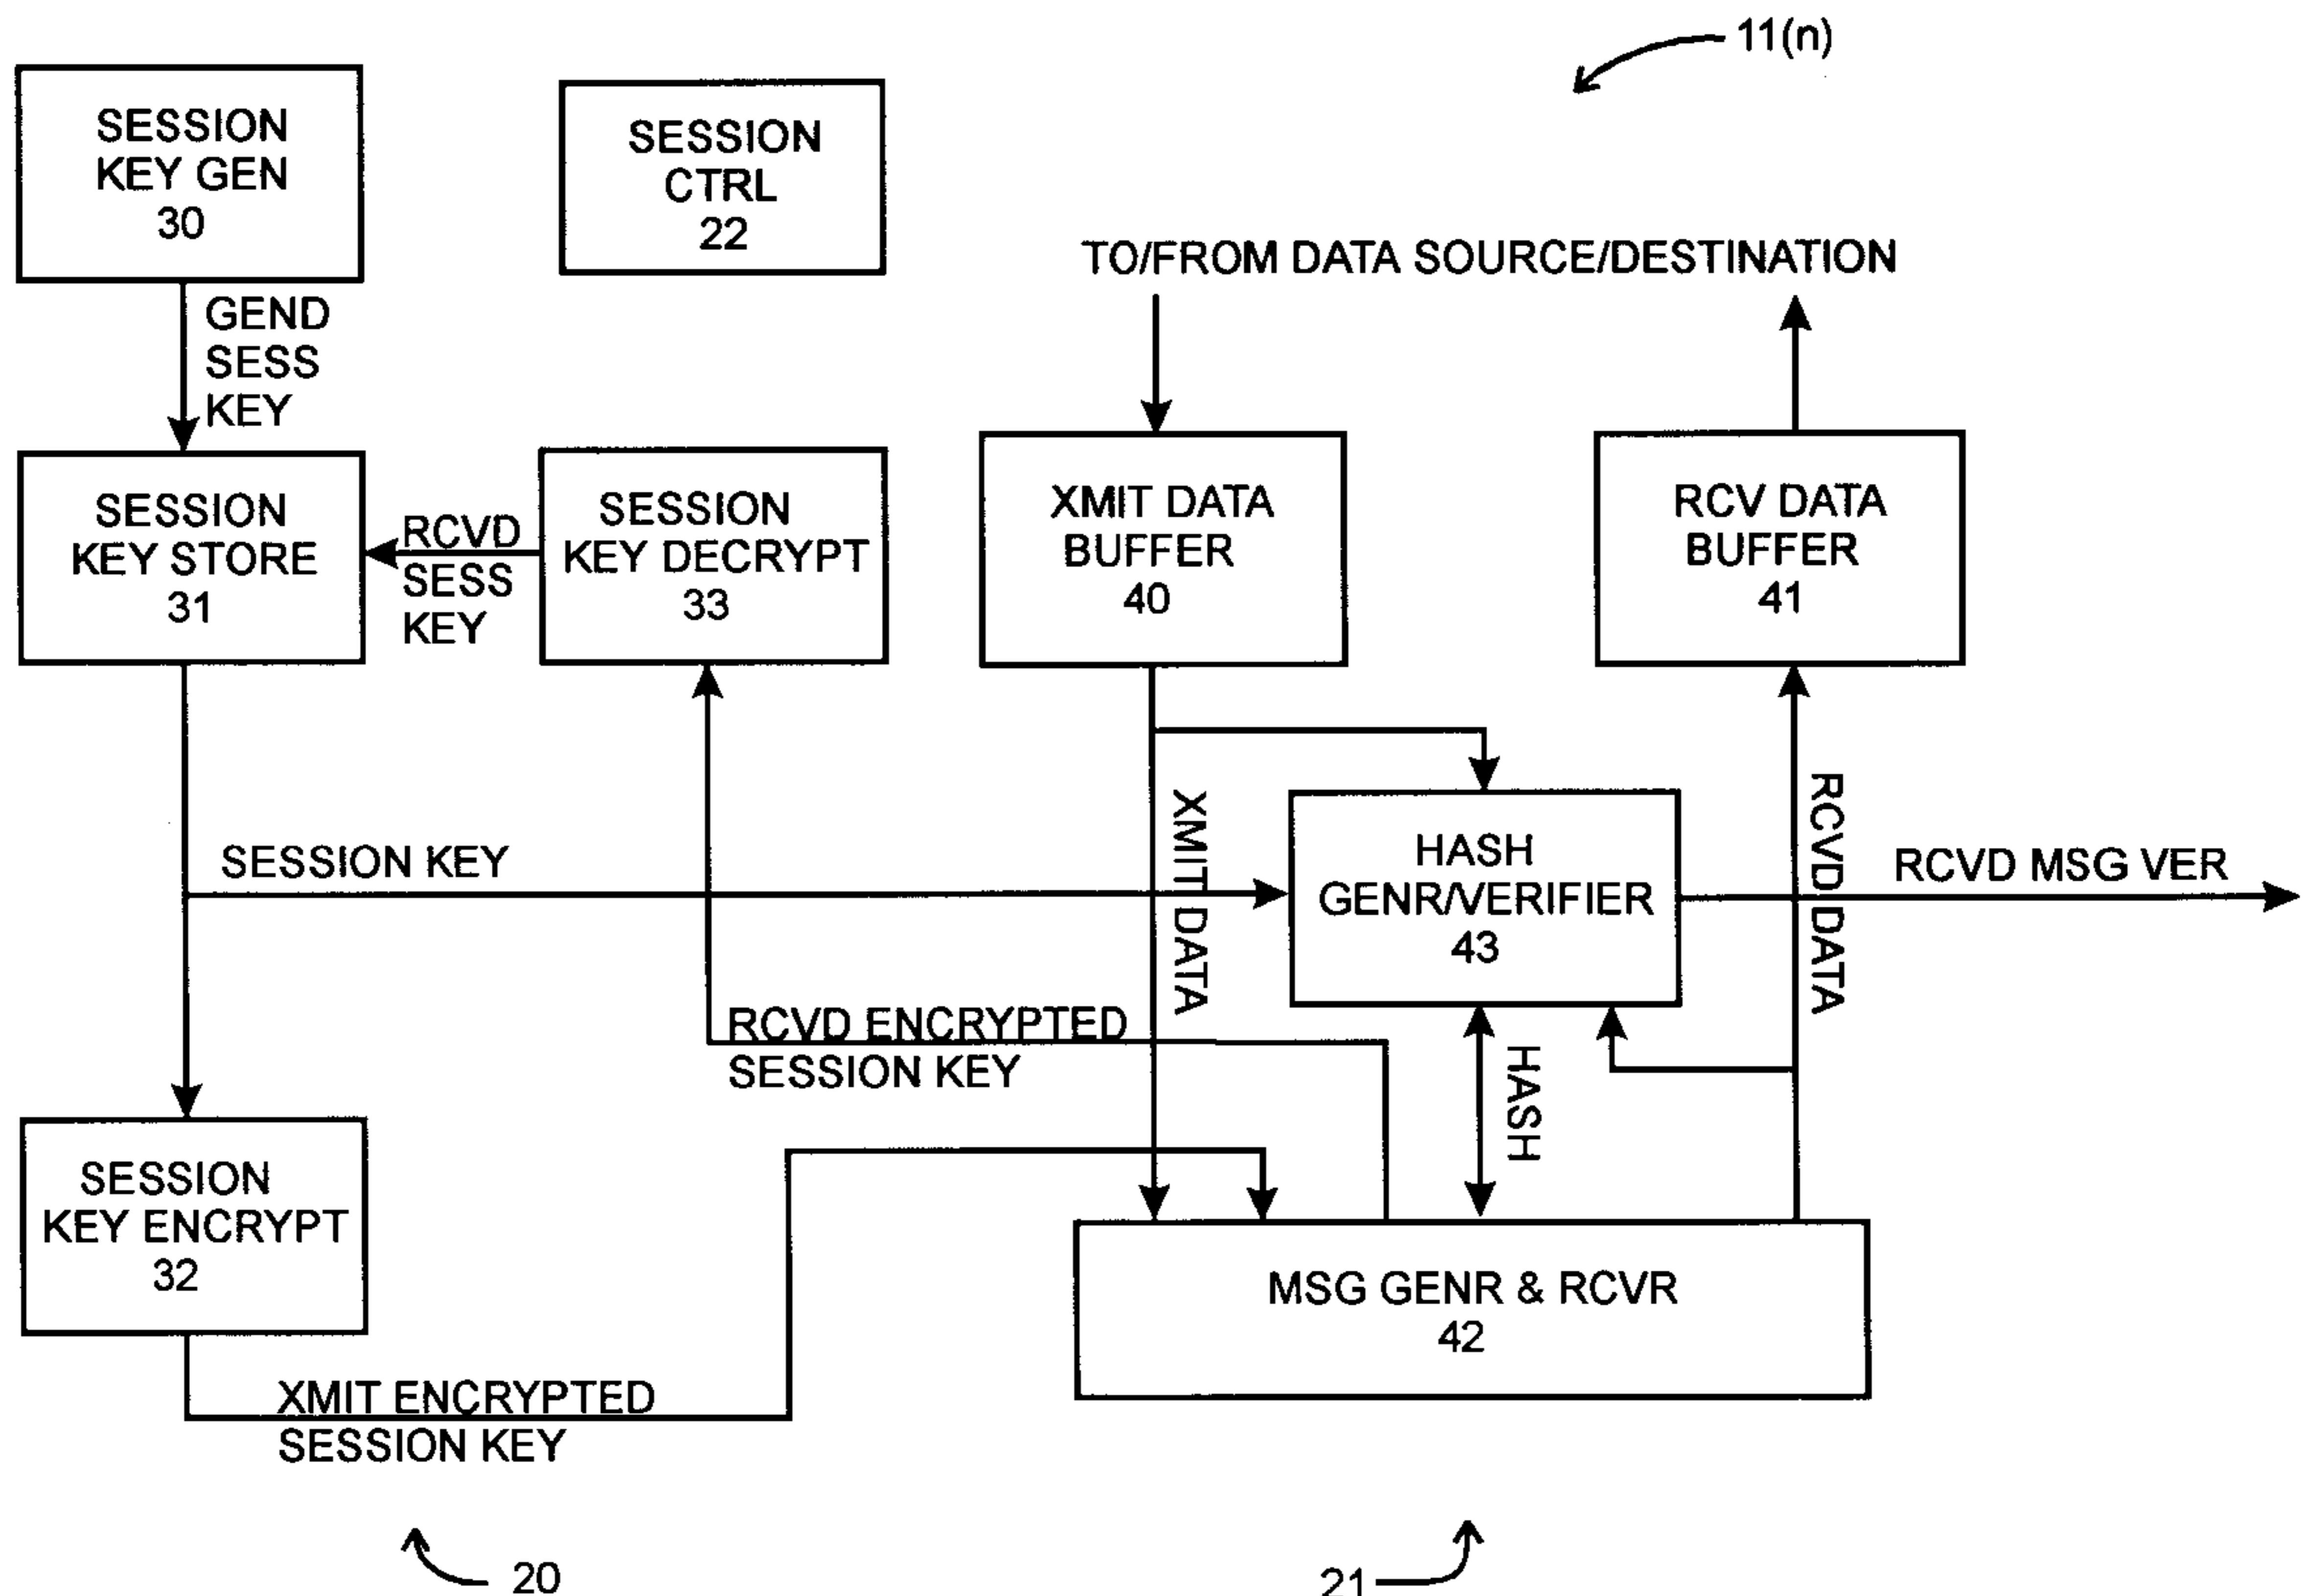 11(n)
SESSION
KEY GEN
30
SESSION
CTRL
22
TO/FROM DATA SOURCE/DESTINATION
GEND
SESS
KEY
SESSION
KEY STORE
31
RCVD
SESS
KEY
SESSION
KEY DECRYPT
33
XMIT DATA
BUFFER
40
RCV DATA
BUFFER
41
SESSION KEY
XMIT DATA
HASH
GENR/VERIFIER
43
RCVD DATA
RCVD MSG VER
RCVD ENCRYPTED
SESSION KEY
HASH
SESSION
KEY ENCRYPT
32
MSG GENR & RCVR
42
XMIT ENCRYPTED
SESSION KEY
20
21